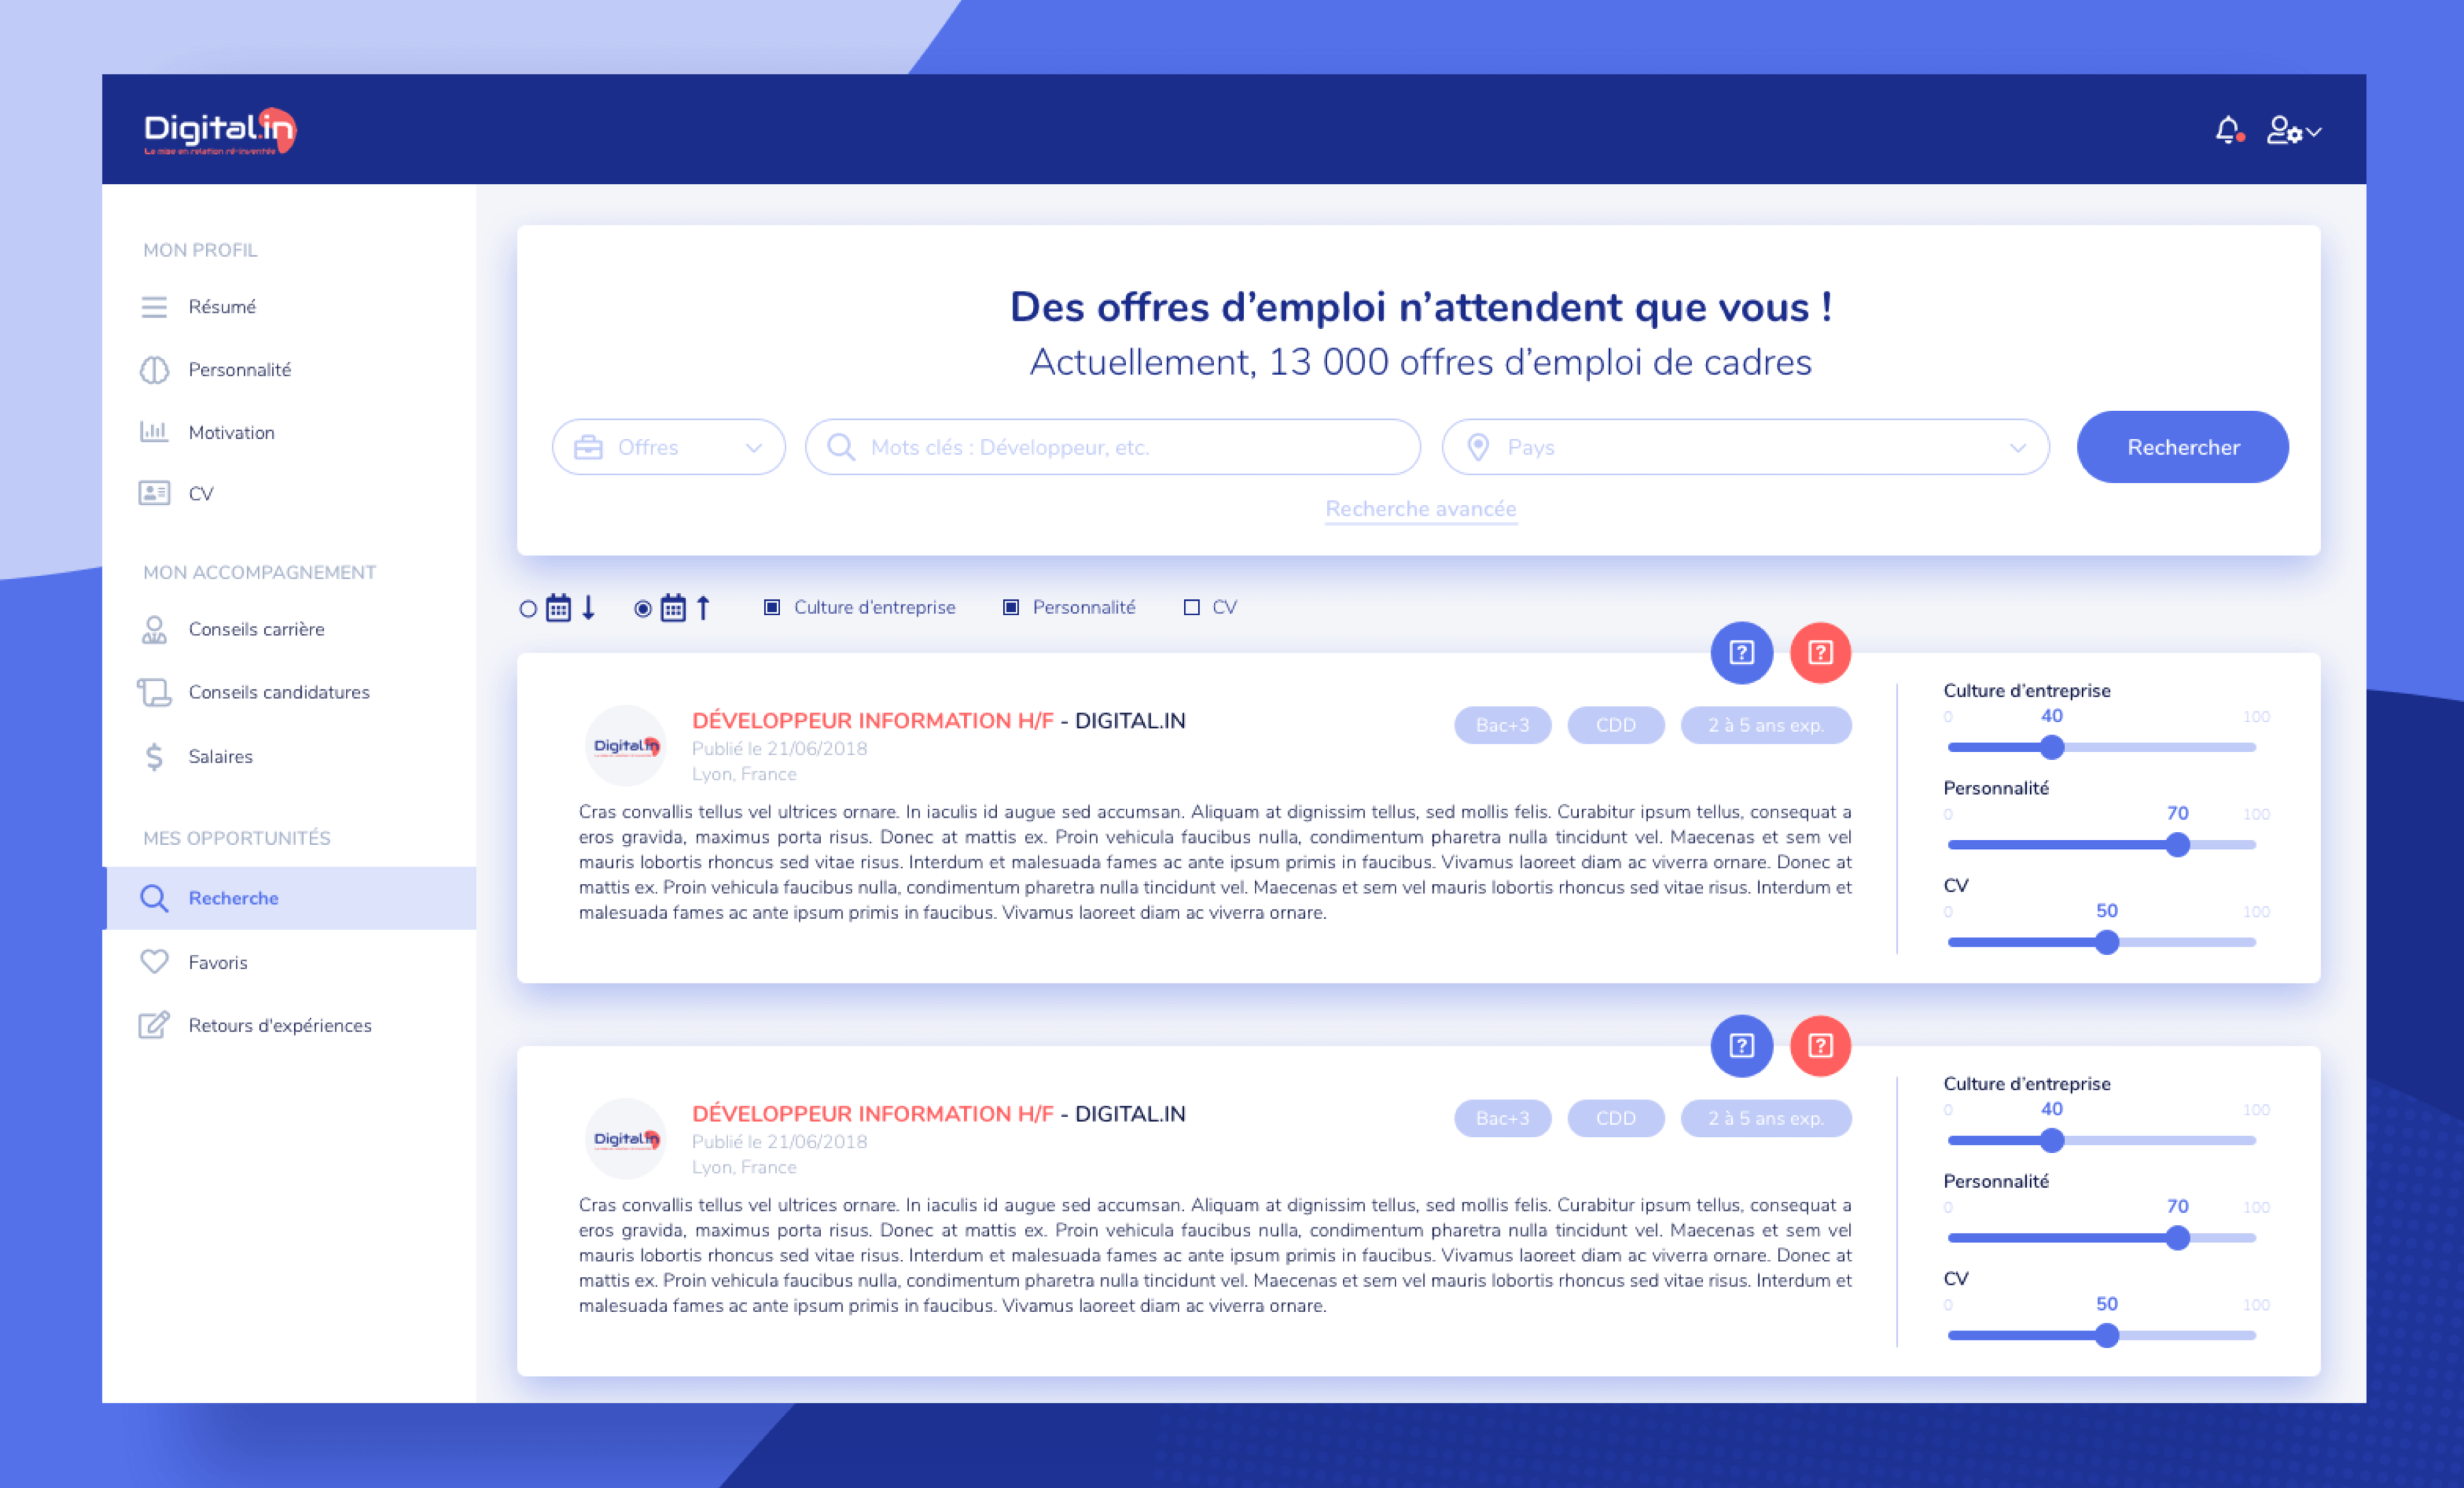 Digital.in
La mise en relation ré-inventée
MON PROFIL
Résumé
Personnalité
Motivation
CV
MON ACCOMPAGNEMENT
Conseils carrière
Conseils candidatures
Salaires
MES OPPORTUNITÉS
Recherche
Favoris
Retours d'expériences
Des offres d’emploi n’attendent que vous !
Actuellement, 13 000 offres d’emploi de cadres
Offres
Mots clés : Développeur, etc.
Pays
Rechercher
Recherche avancée
Culture d’entreprise
Personnalité
CV
Digital.in
DÉVELOPPEUR INFORMATION H/F - DIGITAL.IN
Publié le 21/06/2018
Lyon, France
Bac+3
CDD
2 à 5 ans exp.
Cras convallis tellus vel ultrices ornare. In iaculis id augue sed accumsan. Aliquam at dignissim tellus, sed mollis felis. Curabitur ipsum tellus, consequat a
eros gravida, maximus porta risus. Donec at mattis ex. Proin vehicula faucibus nulla, condimentum pharetra nulla tincidunt vel. Maecenas et sem vel
mauris lobortis rhoncus sed vitae risus. Interdum et malesuada fames ac ante ipsum primis in faucibus. Vivamus laoreet diam ac viverra ornare. Donec at
mattis ex. Proin vehicula faucibus nulla, condimentum pharetra nulla tincidunt vel. Maecenas et sem vel mauris lobortis rhoncus sed vitae risus. Interdum et
malesuada fames ac ante ipsum primis in faucibus. Vivamus laoreet diam ac viverra ornare.
Culture d’entreprise
0 40 100
Personnalité
0 70 100
CV
0 50 100
Digital.in
DÉVELOPPEUR INFORMATION H/F - DIGITAL.IN
Publié le 21/06/2018
Lyon, France
Bac+3
CDD
2 à 5 ans exp.
Cras convallis tellus vel ultrices ornare. In iaculis id augue sed accumsan. Aliquam at dignissim tellus, sed mollis felis. Curabitur ipsum tellus, consequat a
eros gravida, maximus porta risus. Donec at mattis ex. Proin vehicula faucibus nulla, condimentum pharetra nulla tincidunt vel. Maecenas et sem vel
mauris lobortis rhoncus sed vitae risus. Interdum et malesuada fames ac ante ipsum primis in faucibus. Vivamus laoreet diam ac viverra ornare. Donec at
mattis ex. Proin vehicula faucibus nulla, condimentum pharetra nulla tincidunt vel. Maecenas et sem vel mauris lobortis rhoncus sed vitae risus. Interdum et
malesuada fames ac ante ipsum primis in faucibus. Vivamus laoreet diam ac viverra ornare.
Culture d’entreprise
0 40 100
Personnalité
0 70 100
CV
0 50 100